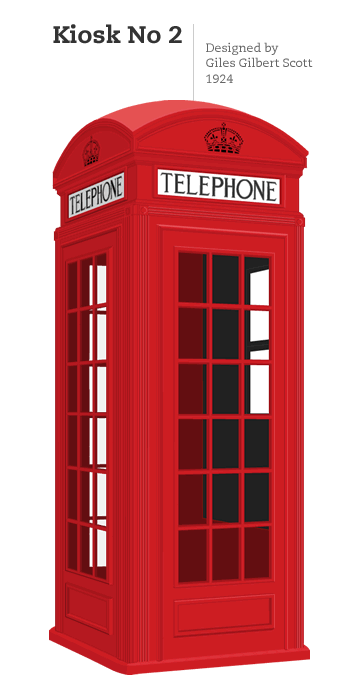 Kiosk No 2
Designed by
Giles Gilbert Scott
1924
TELEPHONE
TELEPHONE